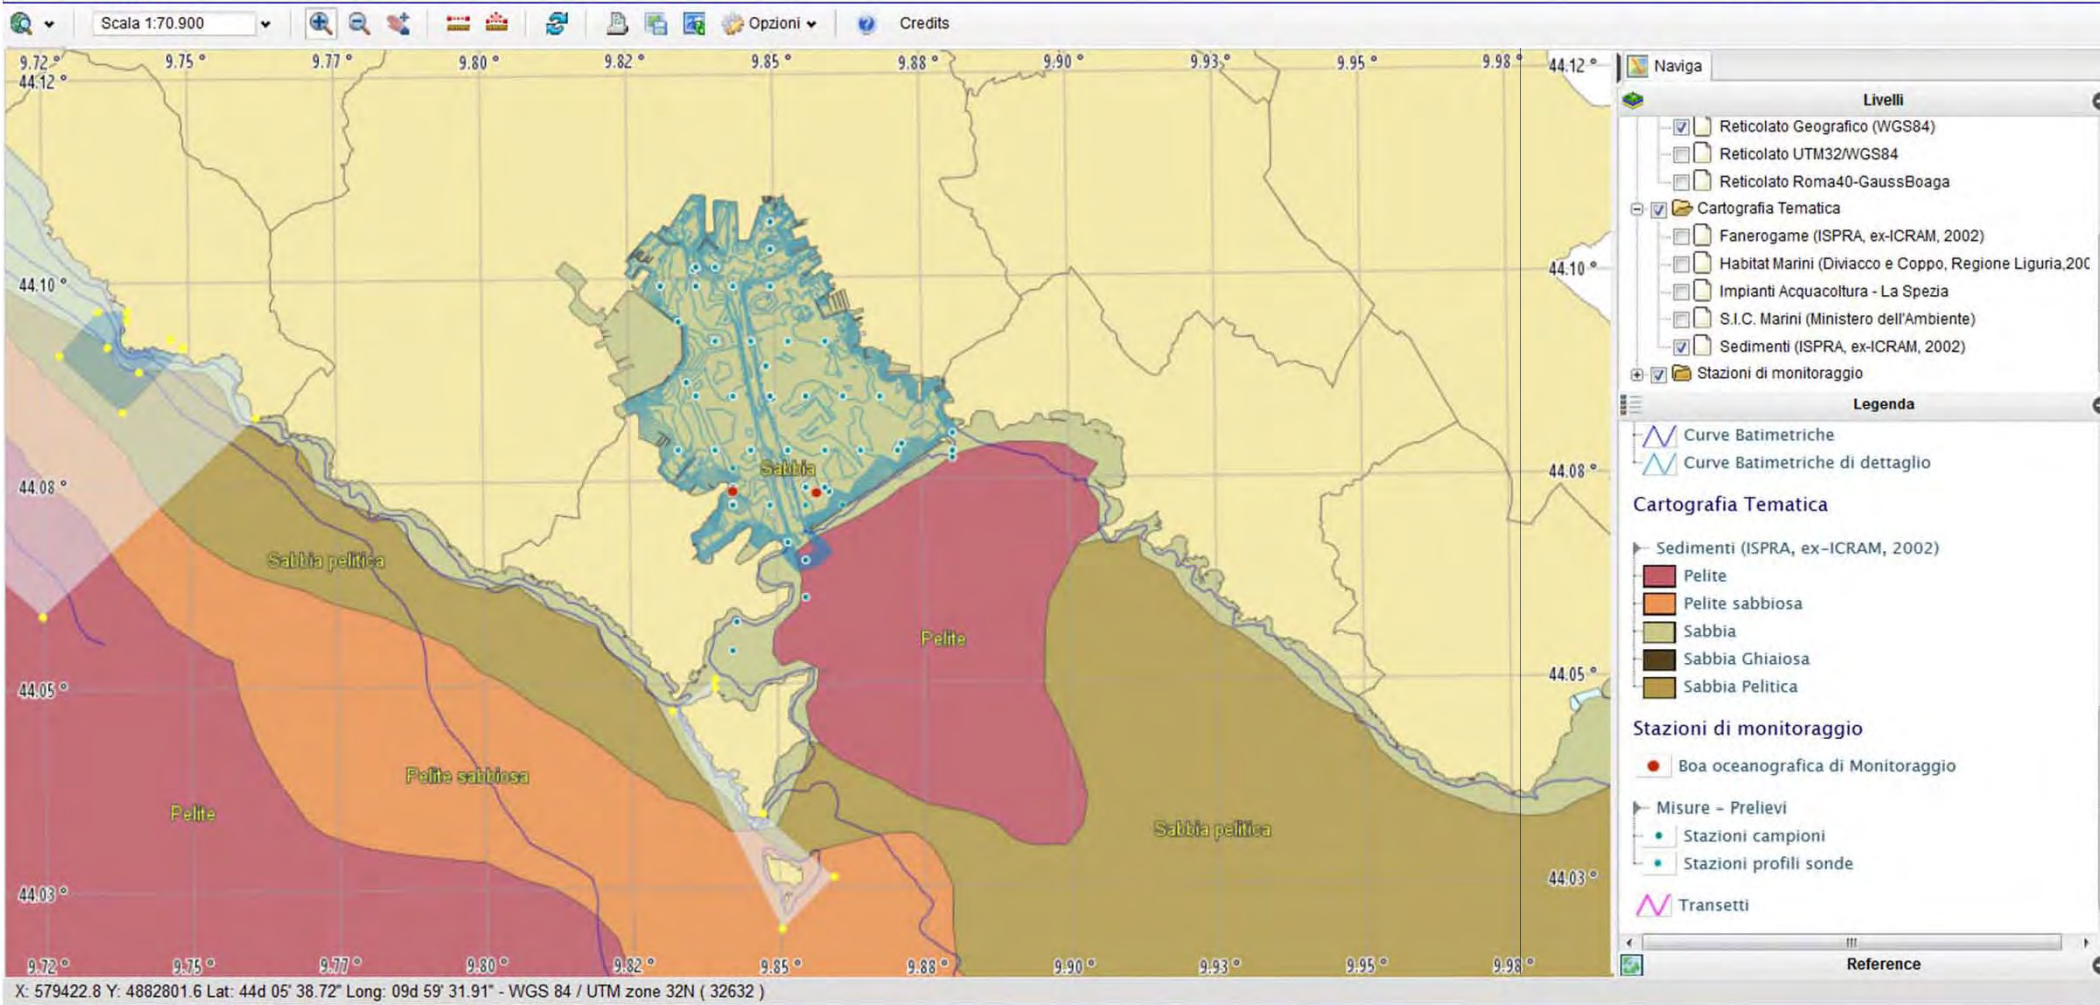 Scala 1:70.900 Opzioni Credits
9.72° 9.75° 9.77° 9.80° 9.82° 9.85° 9.88° 9.90° 9.93° 9.95° 9.98° 44.12°
44.12°
44.10° 44.10°
44.08° 44.08°
Sabbia
Sabbia pelitica
Pelite
44.05° 44.05°
Pelite sabbiosa
Pelite
Sabbia pelitica
44.03° 44.03°
9.72° 9.75° 9.77° 9.80° 9.82° 9.85° 9.88° 9.90° 9.93° 9.95° 9.98°
Naviga
Livelli
Reticolato Geografico (WGS84)
Reticolato UTM32/WGS84
Reticolato Roma40-GaussBoaga
Cartografia Tematica
Fanerogame (ISPRA, ex-ICRAM, 2002)
Habitat Marini (Diviacco e Coppo, Regione Liguria,200
Impianti Acquacoltura - La Spezia
S.I.C. Marini (Ministero dell'Ambiente)
Sedimenti (ISPRA, ex-ICRAM, 2002)
Stazioni di monitoraggio
Legenda
Curve Batimetriche
Curve Batimetriche di dettaglio
Cartografia Tematica
Sedimenti (ISPRA, ex-ICRAM, 2002)
Pelite
Pelite sabbiosa
Sabbia
Sabbia Ghiaiosa
Sabbia Pelitica
Stazioni di monitoraggio
Boa oceanografica di Monitoraggio
Misure - Prelievi
Stazioni campioni
Stazioni profili sonde
Transetti
Reference
X: 579422.8 Y: 4882801.6 Lat: 44d 05' 38.72" Long: 09d 59' 31.91" - WGS 84 / UTM zone 32N ( 32632 )